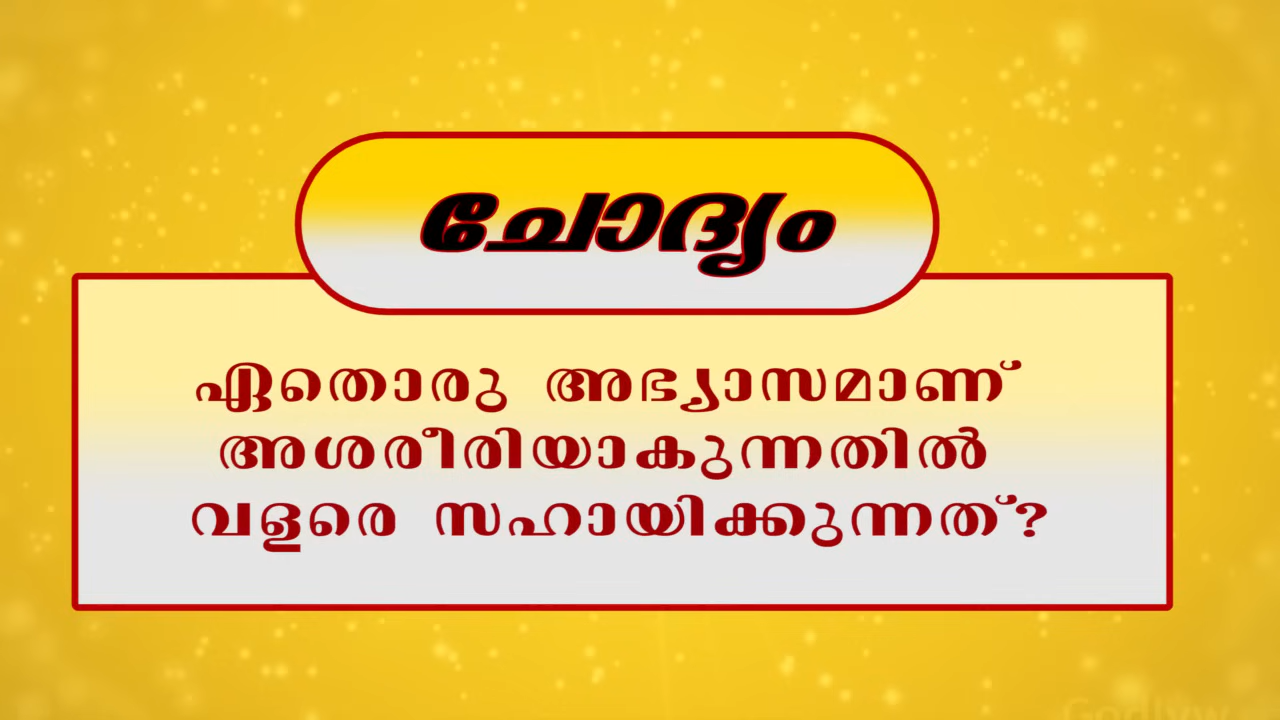 ചോദ്യം
ഏതൊരു അഭ്യാസമാണ്
അശരീരിയാകുന്നതിൽ
വളരെ സഹായിക്കുന്നത്?